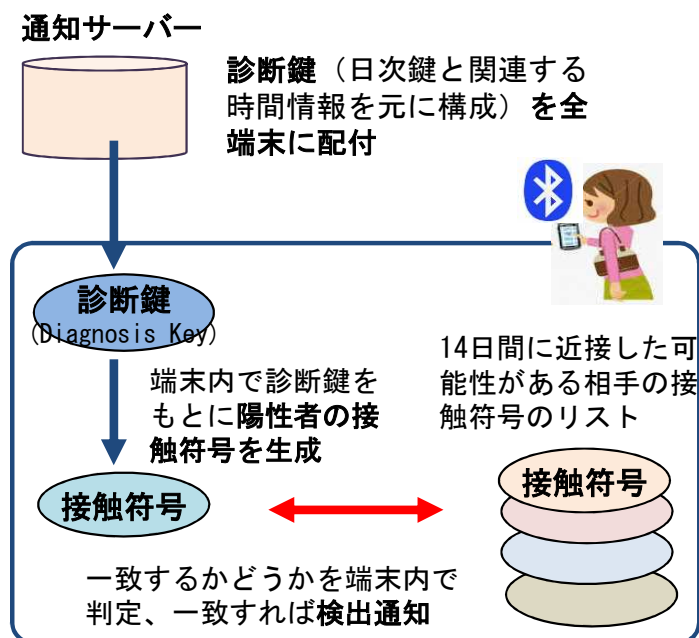 通知サーバー
診断鍵（日次鍵と関連する
時間情報を元に構成）を全
端末に配付
診断鍵
(Diagnosis Key)
端末内で診断鍵を
もとに陽性者の接
触符号を生成
14日間に近接した可
能性がある相手の接
触符号のリスト
接触符号
接触符号
一致するかどうかを端末内で
判定、一致すれば検出通知